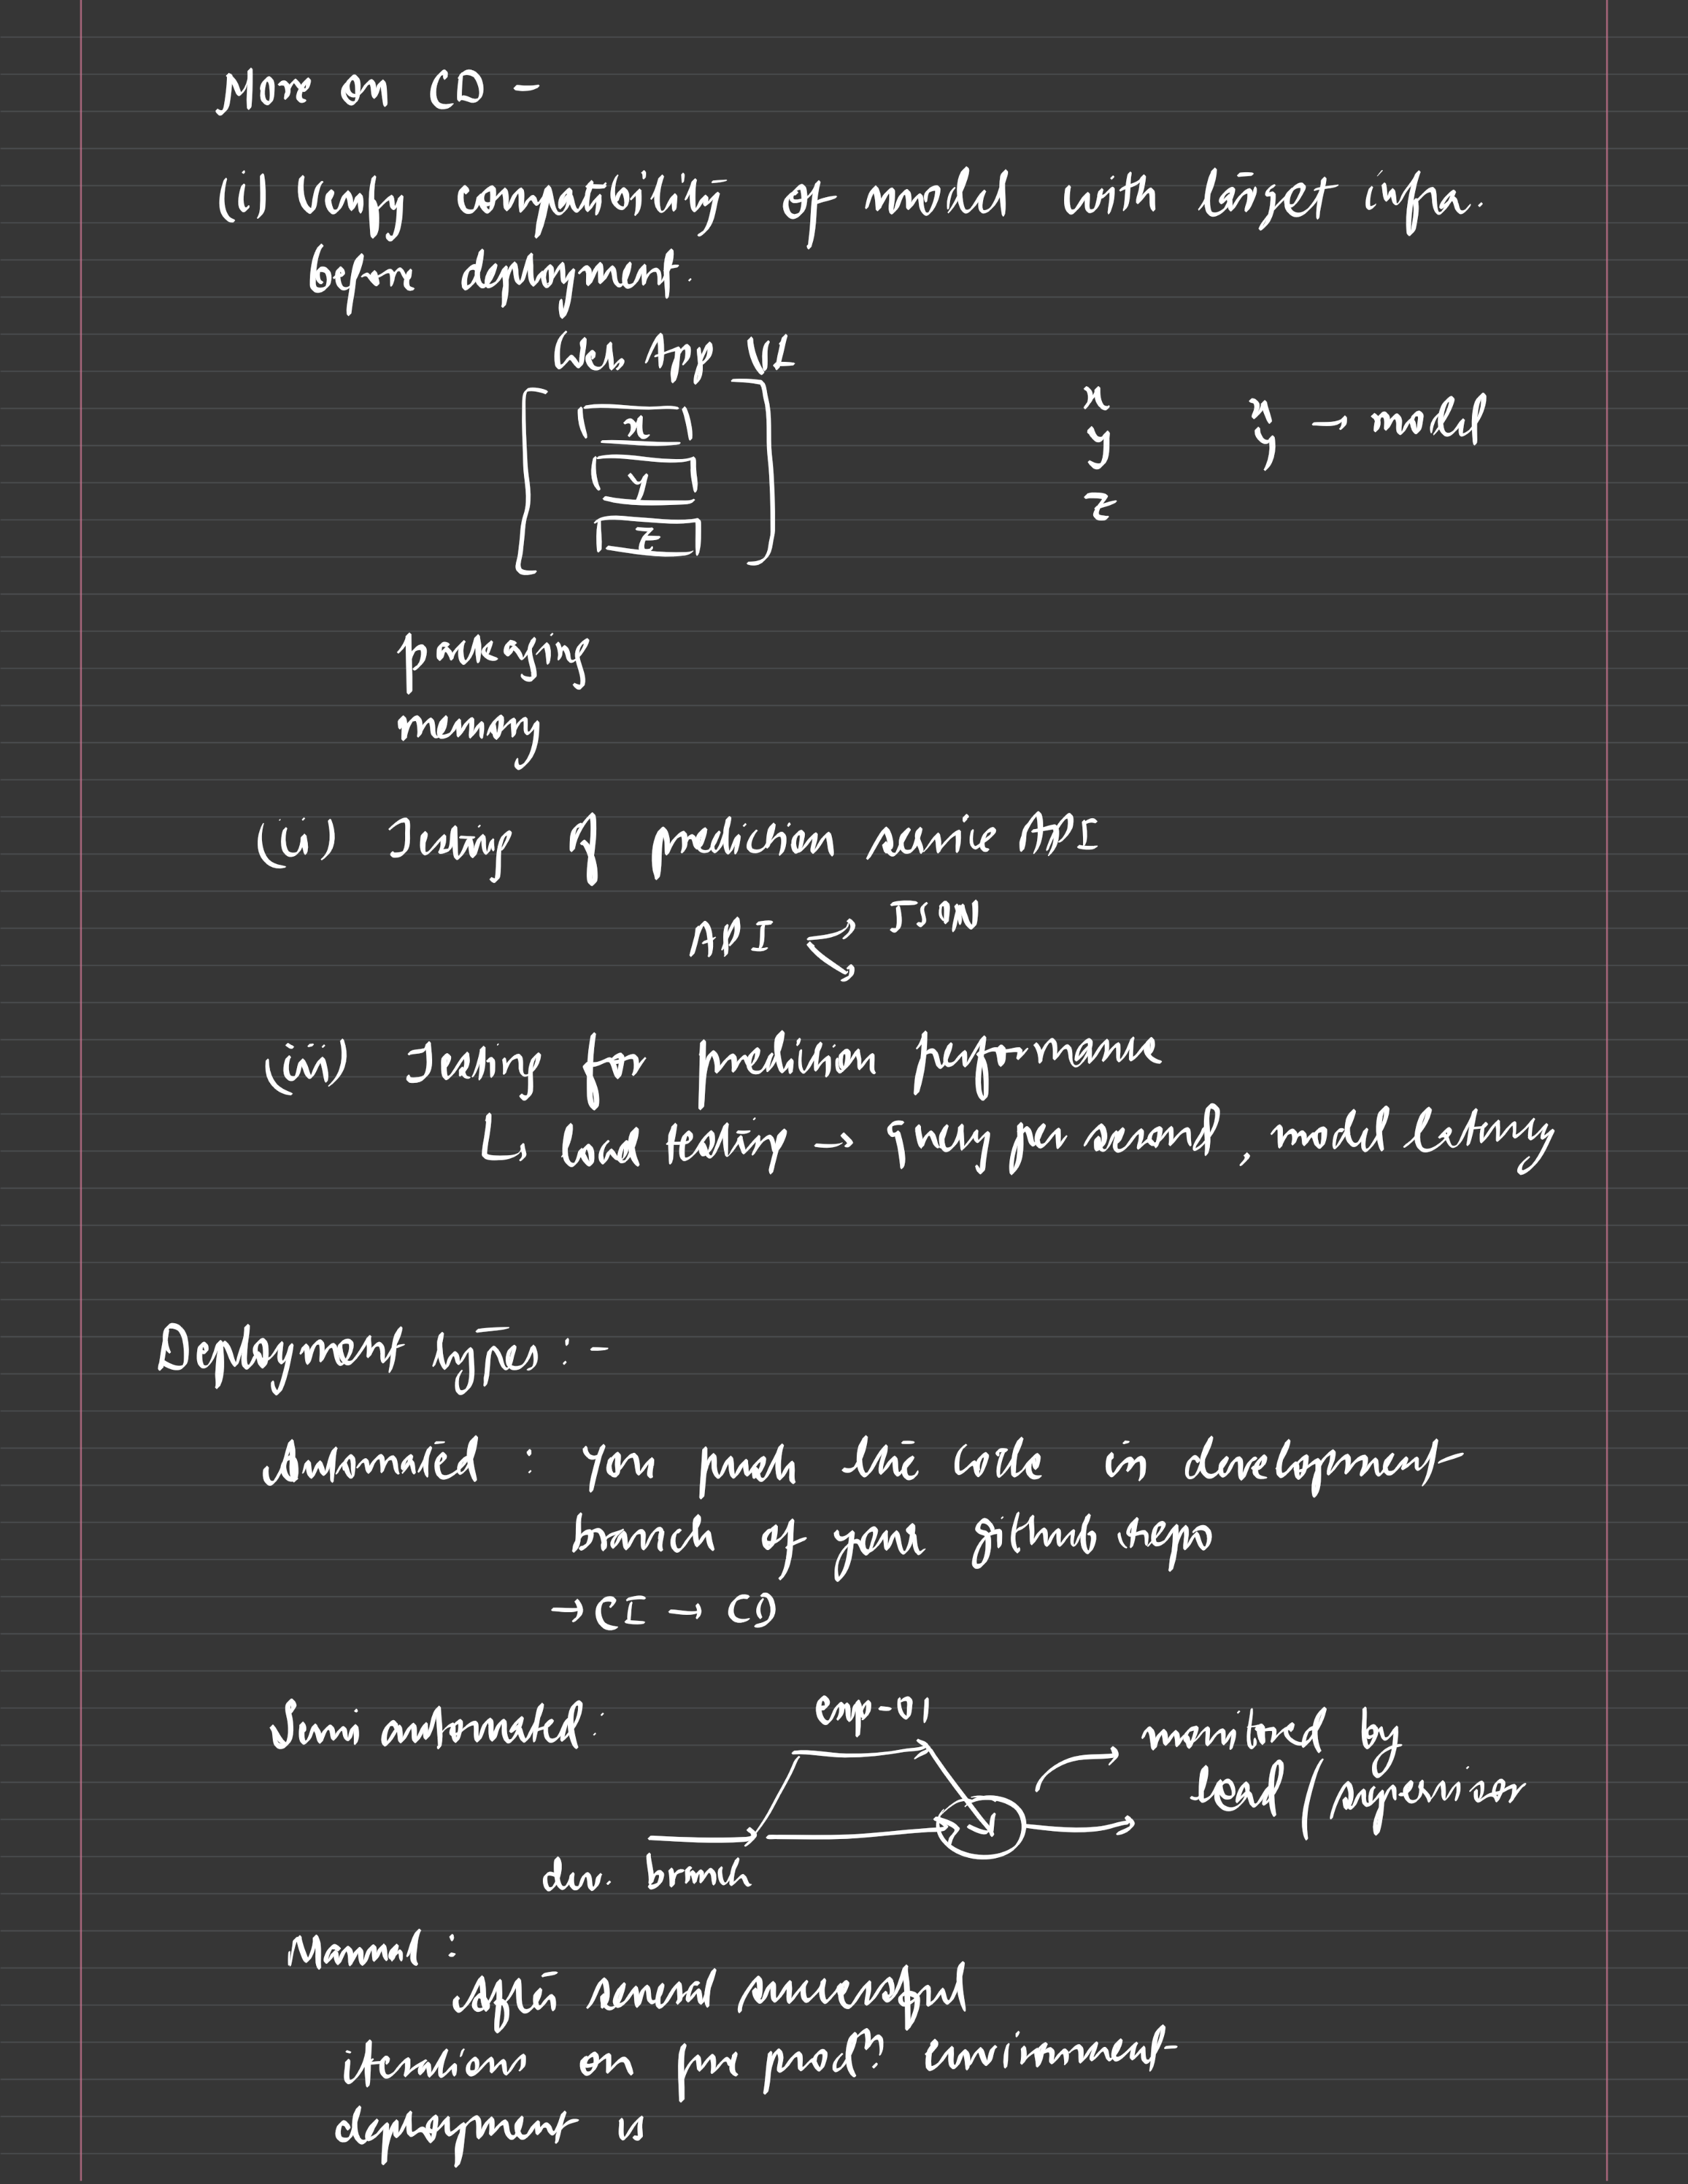 More on CD -
(i) Verify compatibility of model with target infra.
before deployment.
App V1
x
y
z
x
y
z
x
y → model
packaging
memory
(ii) Testing of prediction service API
API JSON
(iii) Testing for prediction performance
↳ load testing → query per second, model latency
Deployment types :-
Automated : You push the code in development
branch of your github repo
→ CI → CD
Semi automated :
exp-01
monitored by
lead / supervisor
dev. branch
Manual :
after several successful
iterations on pre prodn. environment
deployment is